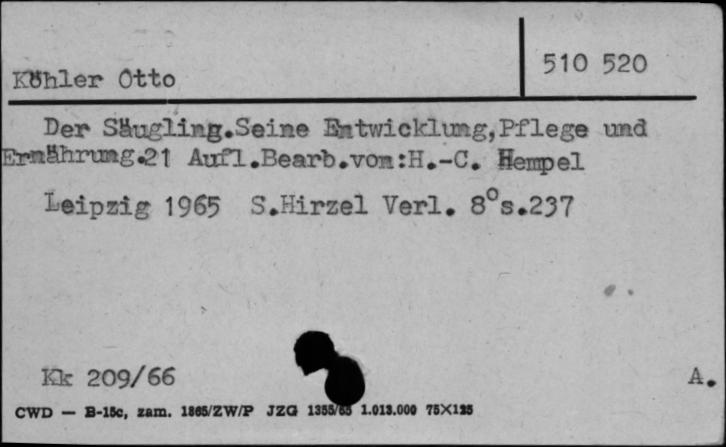 510 520
Köhler Otto
Der Säugling.Seine Entwicklung,Pflege und
Ernährung.21 Aufl.Bearb.von:H.-C. Hempel
Leipzig 1965 S.Hirzel Verl. 8°s.237
Kk 209/66 A.
CWD — B-15c, zam. 1865/ZW/P JZG 1355/65 1.013.000 75X125